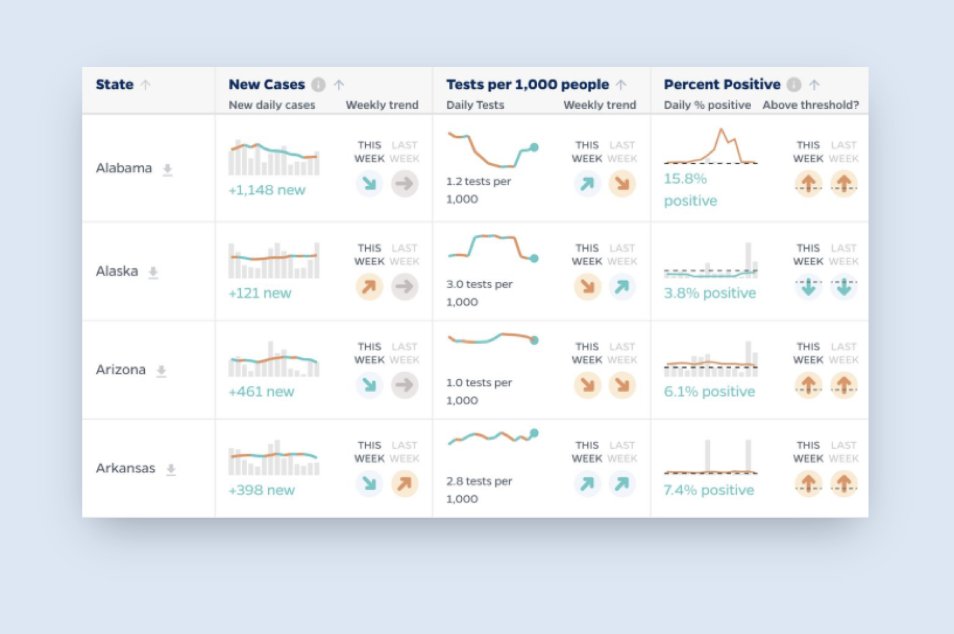 State
New Cases
Tests per 1,000 people
Percent Positive
New daily cases
Weekly trend
Daily Tests
Weekly trend
Daily % positive
Above threshold?
Alabama
+1,148 new
THIS WEEK
LAST WEEK
1.2 tests per
1,000
THIS WEEK
LAST WEEK
15.8%
positive
THIS WEEK
LAST WEEK
Alaska
+121 new
THIS WEEK
LAST WEEK
3.0 tests per
1,000
THIS WEEK
LAST WEEK
3.8% positive
THIS WEEK
LAST WEEK
Arizona
+461 new
THIS WEEK
LAST WEEK
1.0 tests per
1,000
THIS WEEK
LAST WEEK
6.1% positive
THIS WEEK
LAST WEEK
Arkansas
+398 new
THIS WEEK
LAST WEEK
2.8 tests per
1,000
THIS WEEK
LAST WEEK
7.4% positive
THIS WEEK
LAST WEEK